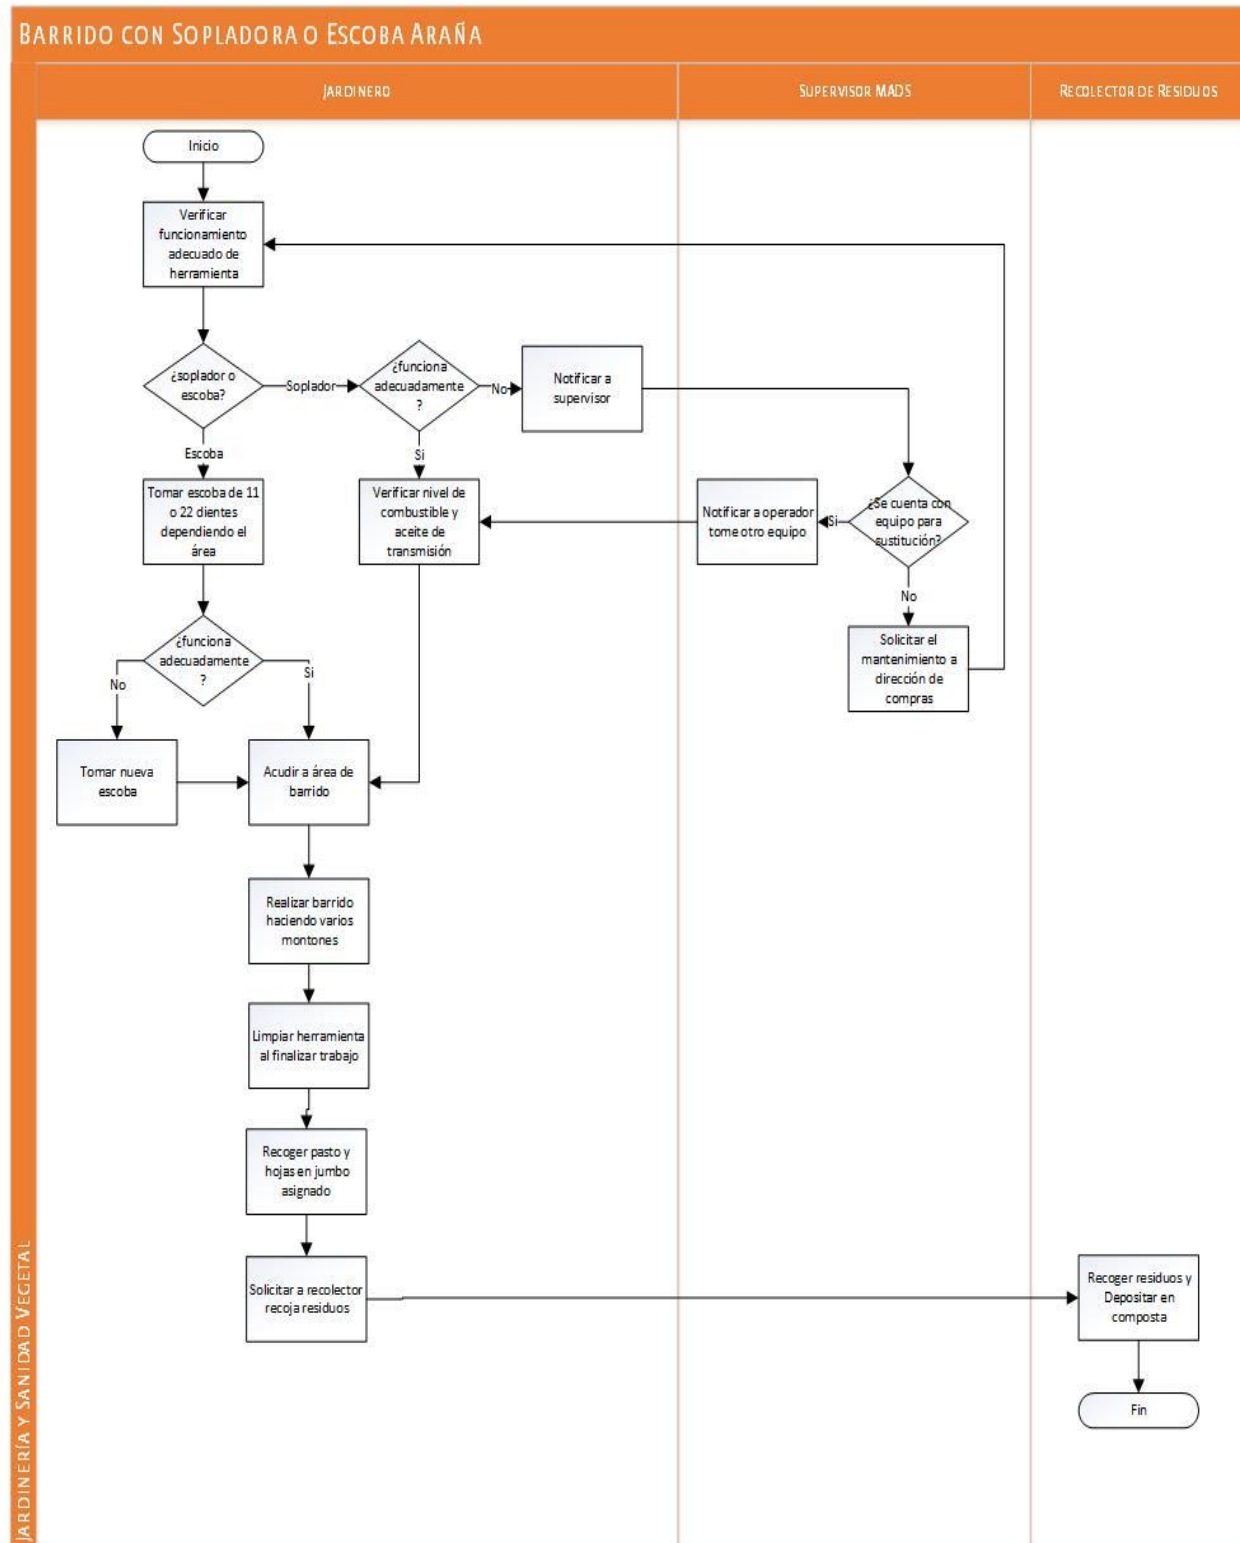 BARRIDO CON SOPLADORA O ESCOBA ARAÑA
JARDINERO
SUPERVISOR MADS
RECOLECTOR DE RESIDUOS
JARDINERÍA Y SANIDAD VEGETAL
Inicio
Verificar
funcionamiento
adecuado de
herramienta
¿soplador o
escoba?
Soplador
¿funciona
adecuadamente
?
No
Notificar a
supervisor
Escoba
Si
Tomar escoba de 11
o 22 dientes
dependiendo el
área
Verificar nivel de
combustible y
aceite de
transmisión
Notificar a operador
tome otro equipo
Si
¿Se cuenta con
equipo para
sustitución?
No
¿funciona
adecuadamente
?
No
Si
Solicitar el
mantenimiento a
dirección de
compras
Tomar nueva
escoba
Acudir a área de
barrido
Realizar barrido
haciendo varios
montones
Limpiar herramienta
al finalizar trabajo
Recoger pasto y
hojas en jumbo
asignado
Solicitar a recolector
recoja residuos
Recoger residuos y
Depositar en
composta
Fin